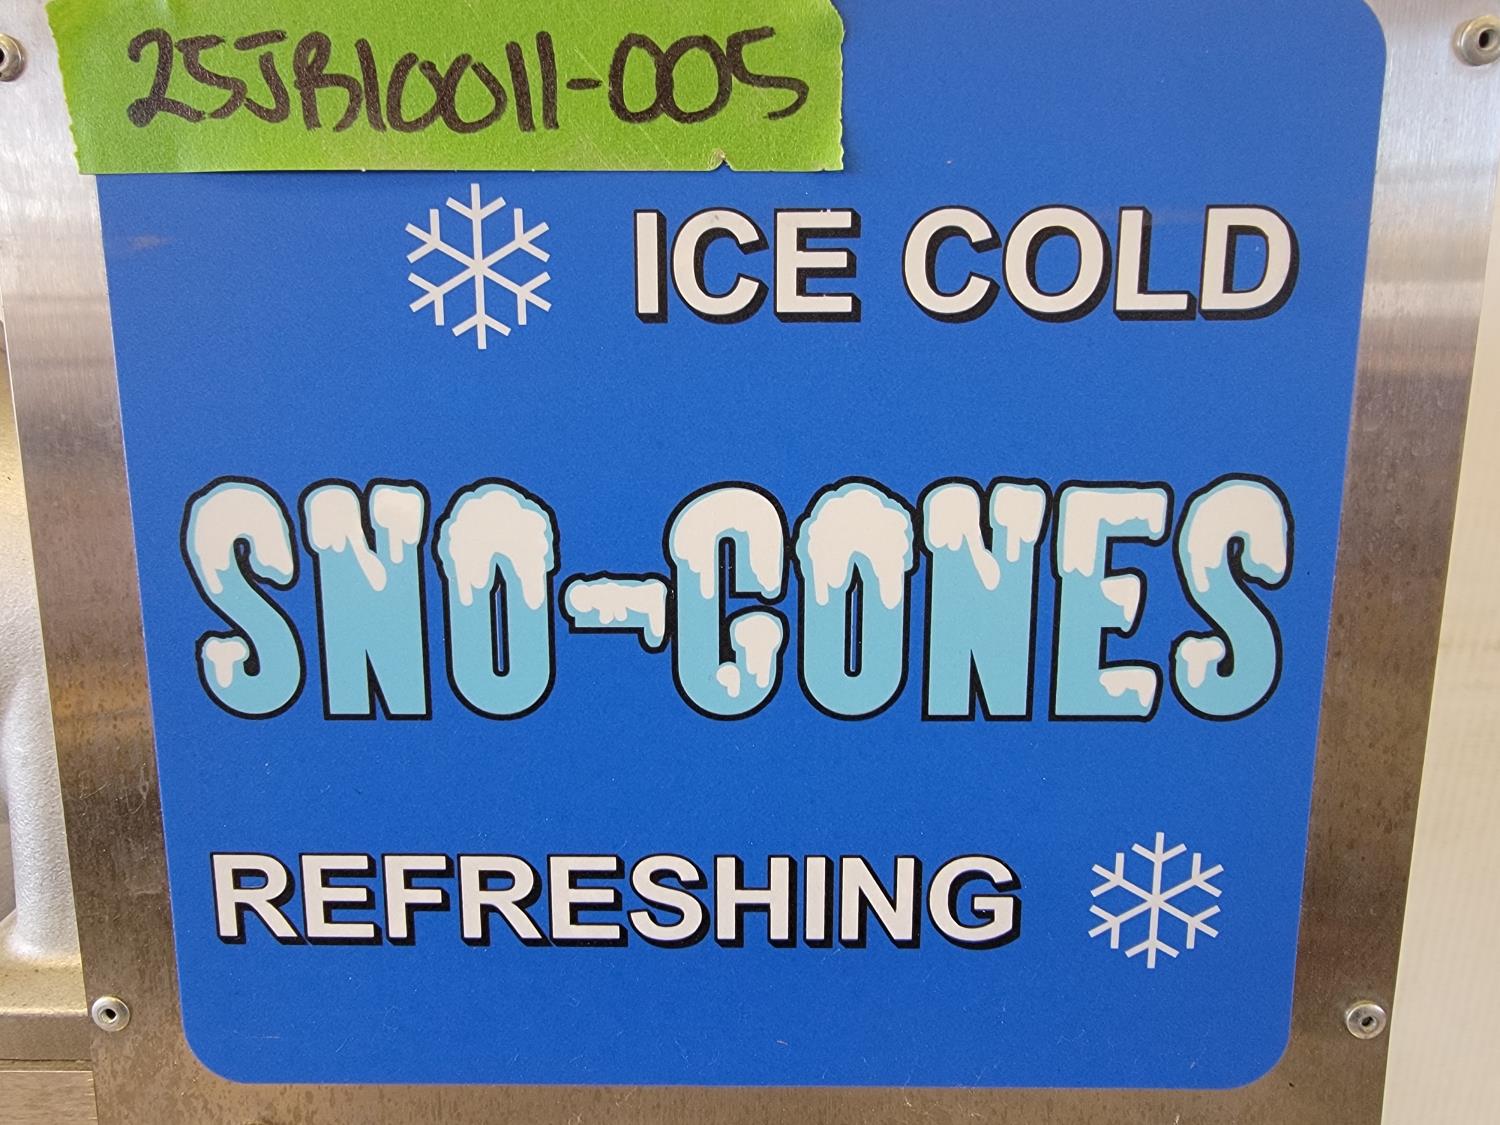 25JB10011-005
ICE COLD
SNO-CONES
REFRESHING